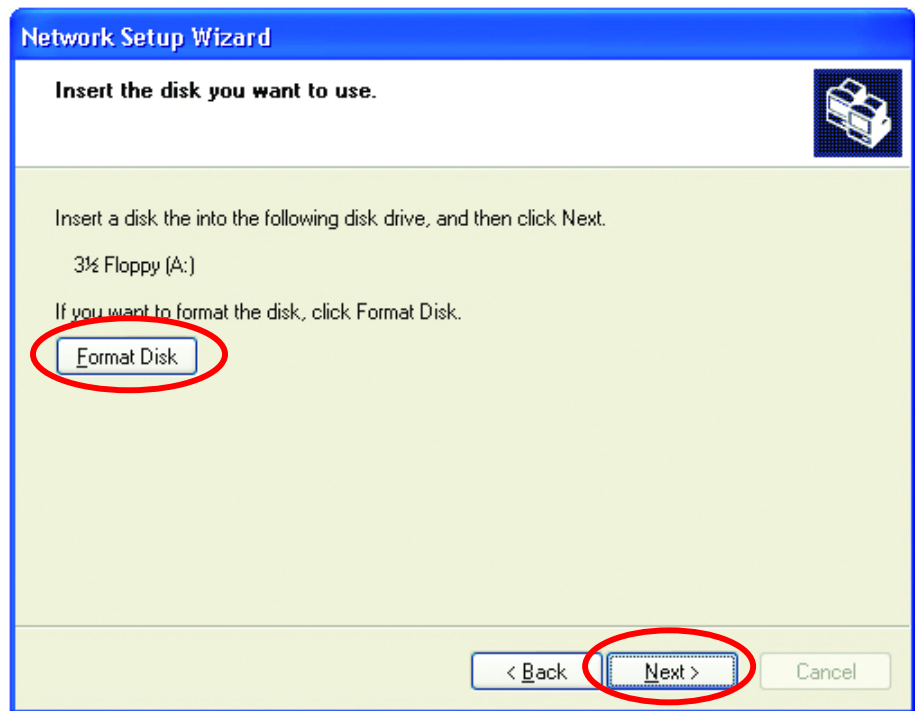 Network Setup Wizard
Insert the disk you want to use.
Insert a disk the into the following disk drive, and then click Next.
3½ Floppy (A:)
If you want to format the disk, click Format Disk.
Format Disk
< Back
Next >
Cancel